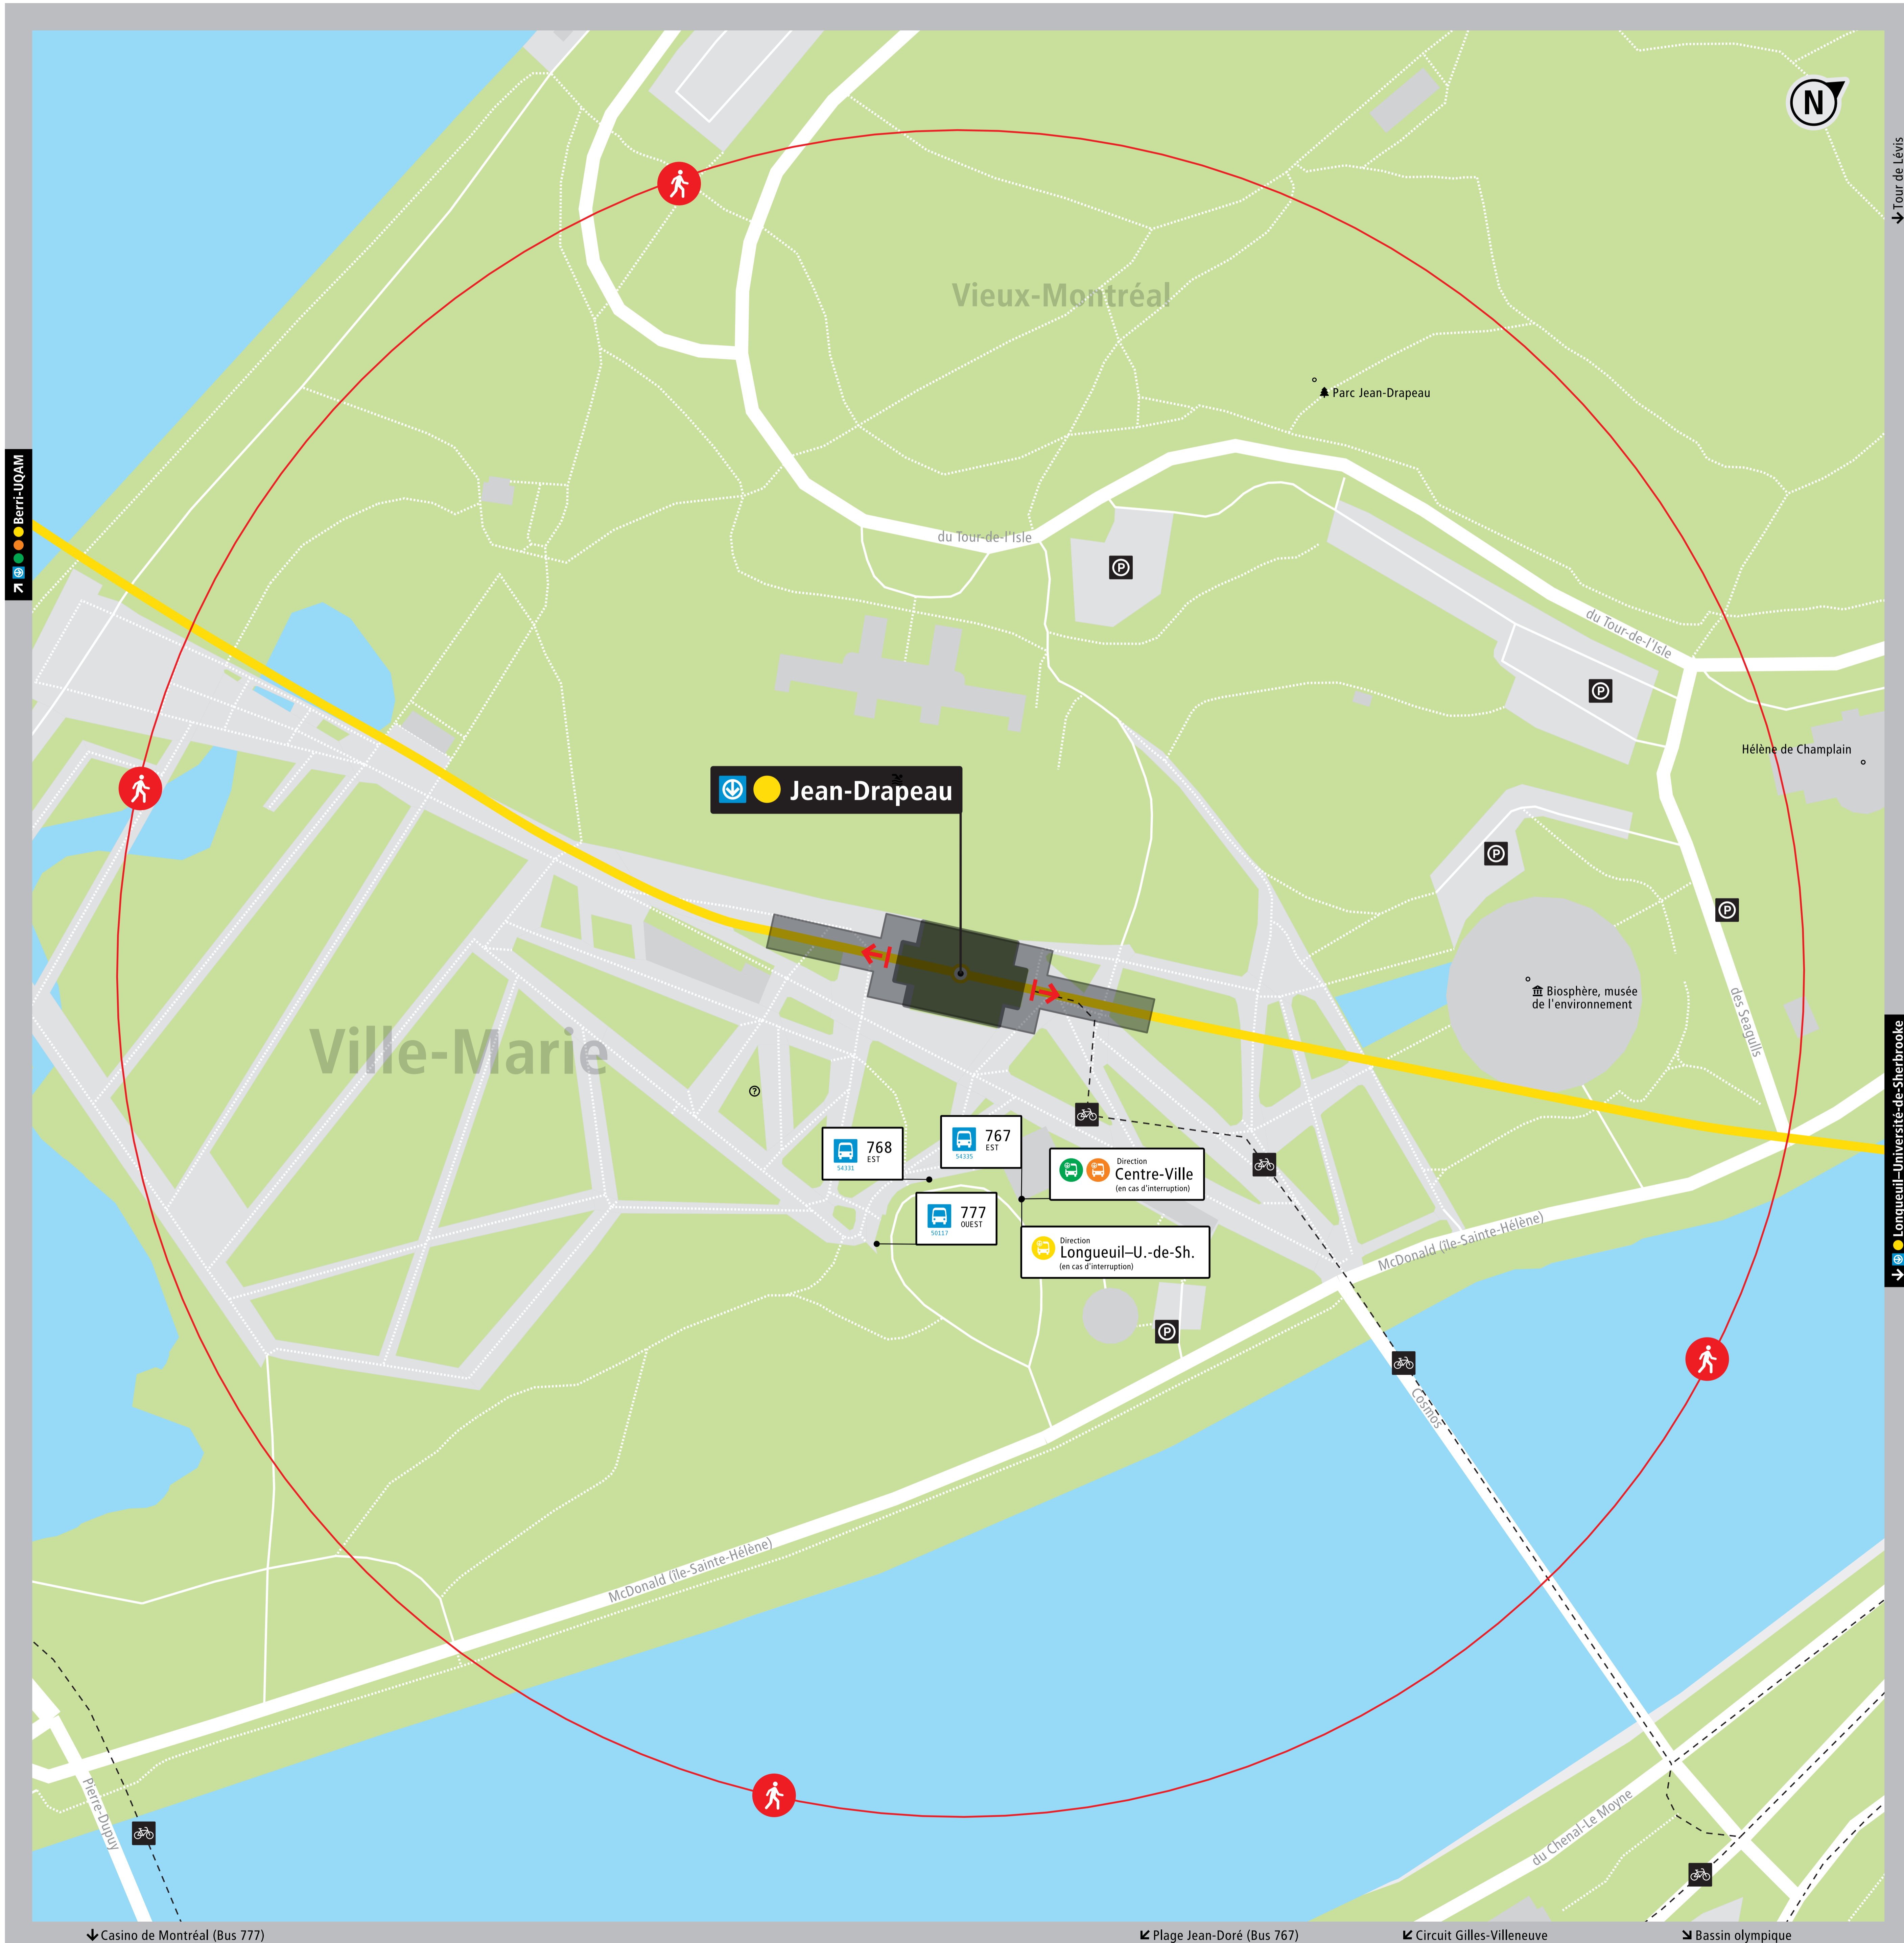 N
Tour de Lévis
Vieux-Montréal
Parc Jean-Drapeau
Berri-UQAM
du Tour-de-l'Isle
P
du Tour-de-l'Isle
P
Hélène de Champlain
Jean-Drapeau
P
P
Biosphère, musée
de l'environnement
des Seagulls
Ville-Marie
?
768
EST
54331
767
EST
54335
Direction
Centre-Ville
(en cas d'interruption)
777
OUEST
50117
Direction
Longueuil–U.-de-Sh.
(en cas d'interruption)
Longueuil–Université-de-Sherbrooke
McDonald (île-Sainte-Hélène)
P
Cosmos
McDonald (île-Sainte-Hélène)
Pierre-Dupuy
du Chenal-Le Moyne
Casino de Montréal (Bus 777)
Plage Jean-Doré (Bus 767)
Circuit Gilles-Villeneuve
Bassin olympique